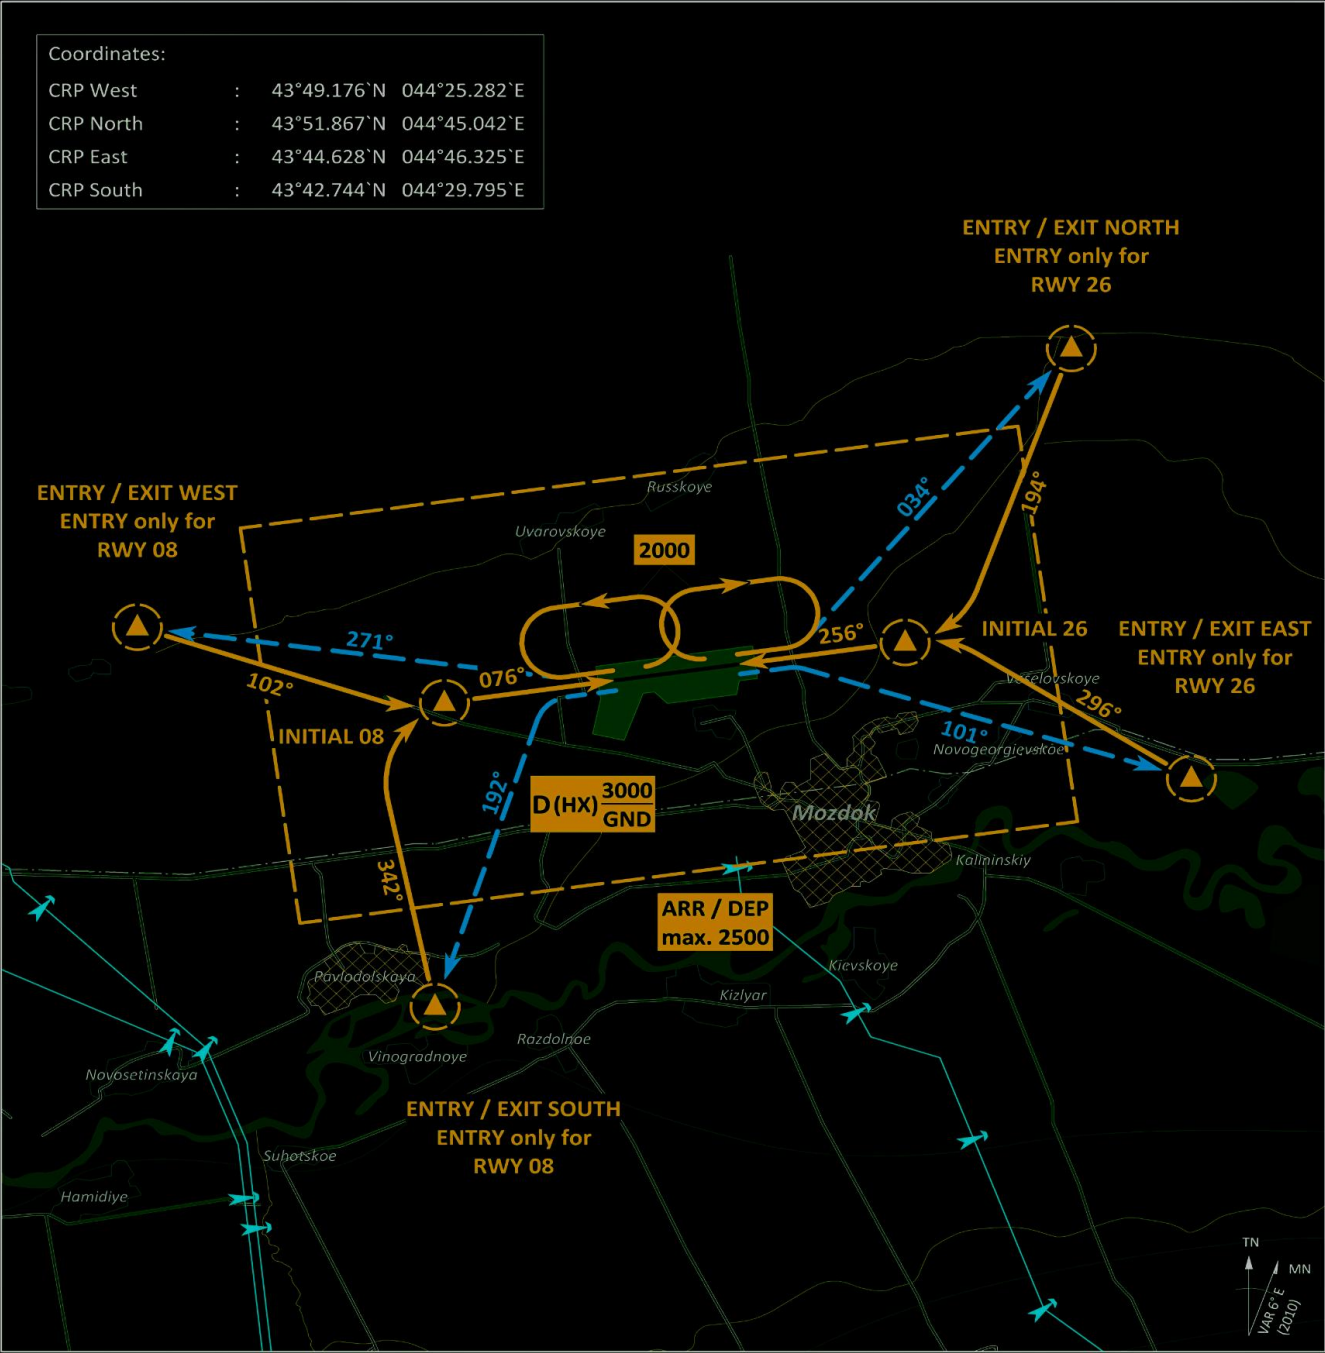 Coordinates:
CRP West : 43°49.176`N 044°25.282`E
CRP North : 43°51.867`N 044°45.042`E
CRP East : 43°44.628`N 044°46.325`E
CRP South : 43°42.744`N 044°29.795`E
ENTRY / EXIT NORTH
ENTRY only for
RWY 26
ENTRY / EXIT WEST
ENTRY only for
RWY 08
Russkoye
034°
194°
Uvarovskoye
2000
271°
256°
INITIAL 26
ENTRY / EXIT EAST
ENTRY only for
RWY 26
102°
076°
Veselovskoye
296°
INITIAL 08
101°
Novogeorgievskoe
192°
D (HX) 3000
GND
Mozdok
342°
Kalininskiy
ARR / DEP
max. 2500
Pavlodolskaya
Kievskoye
Kizlyar
Razdolnoe
Vinogradnoye
Novosetinskaya
ENTRY / EXIT SOUTH
ENTRY only for
RWY 08
Suhotskoe
Hamidiye
TN
MN
VAR 6° E
(2010)